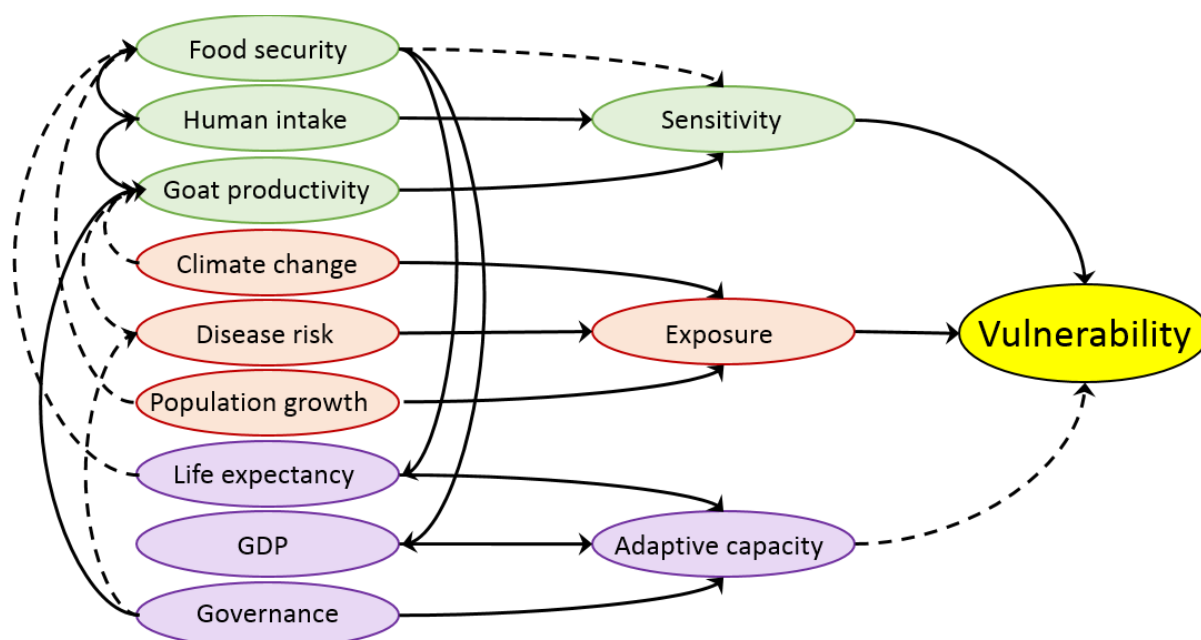 Food security
Human intake
Sensitivity
Goat productivity
Climate change
Disease risk
Exposure
Vulnerability
Population growth
Life expectancy
GDP
Adaptive capacity
Governance